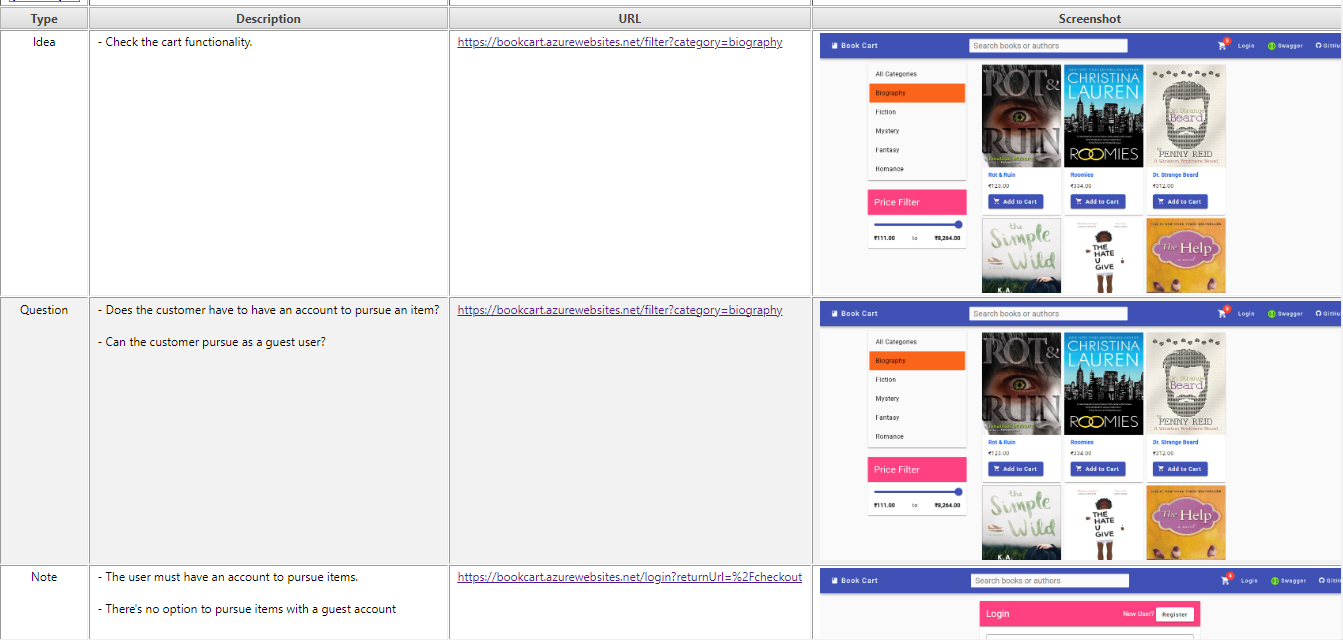 Type Description URL Screenshot
Idea
- Check the cart functionality.
https://bookcart.azurewebsites.net/filter?category=biography
Book Cart
Search books or authors
Login
Swagger
GitHu
All Categories
Biography
Fiction
Mystery
Fantasy
Romance
Price Filter
₹111.00 to ₹9,264.00
ROT &
RUIN
CHRISTINA
LAUREN
ROOMIES
Dr. Strange
Beard
PENNY REID
Rot & Ruin
₹123.00
Add to Cart
Roomies
₹334.00
Add to Cart
Dr. Strange Beard
₹312.00
Add to Cart
the
Simple
Wild
K.A.
THE
HATE
U
GIVE
The Help
a novel
Question
- Does the customer have to have an account to pursue an item?
- Can the customer pursue as a guest user?
https://bookcart.azurewebsites.net/filter?category=biography
Book Cart
Search books or authors
Login
Swagger
GitHu
All Categories
Biography
Fiction
Mystery
Fantasy
Romance
Price Filter
₹111.00 to ₹9,264.00
ROT &
RUIN
CHRISTINA
LAUREN
ROOMIES
Dr. Strange
Beard
PENNY REID
Rot & Ruin
₹123.00
Add to Cart
Roomies
₹334.00
Add to Cart
Dr. Strange Beard
₹312.00
Add to Cart
the
Simple
Wild
K.A.
THE
HATE
U
GIVE
The Help
a novel
Note
- The user must have an account to pursue items.
- There's no option to pursue items with a guest account
https://bookcart.azurewebsites.net/login?returnUrl=%2Fcheckout
Book Cart
Search books or authors
Login
Swagger
GitHu
Login
New User? Register